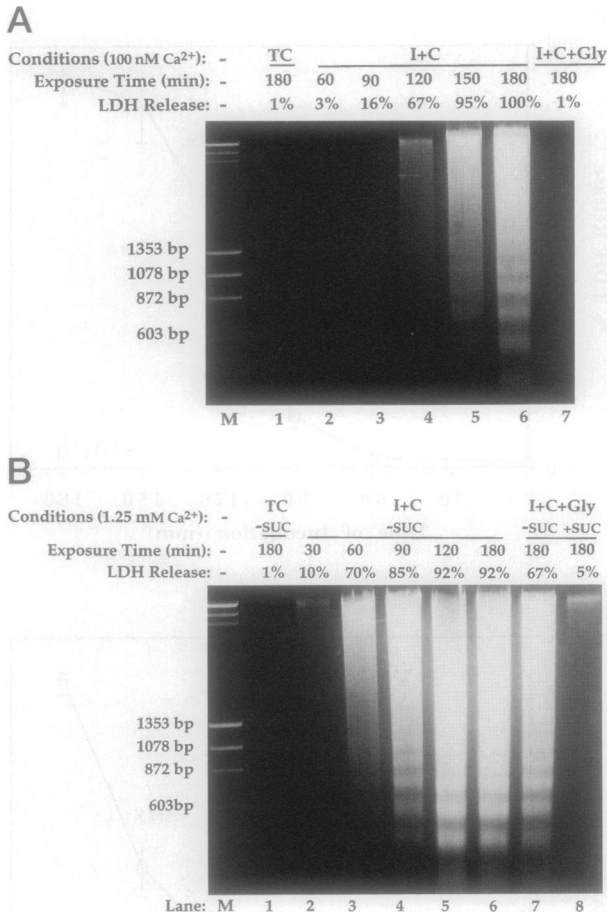 A
Conditions (100 nM Ca2+): - TC I+C I+C+Gly
Exposure Time (min): - 180 60 90 120 150 180 180
LDH Release: - 1% 3% 16% 67% 95% 100% 1%
1353 bp
1078 bp
872 bp
603 bp
M 1 2 3 4 5 6 7
B
TC I+C I+C+Gly
Conditions (1.25 mM Ca2+): - -SUC -SUC -SUC +SUC
Exposure Time (min): - 180 30 60 90 120 180 180 180
LDH Release: - 1% 10% 70% 85% 92% 92% 67% 5%
1353 bp
1078 bp
872 bp
603bp
Lane: M 1 2 3 4 5 6 7 8